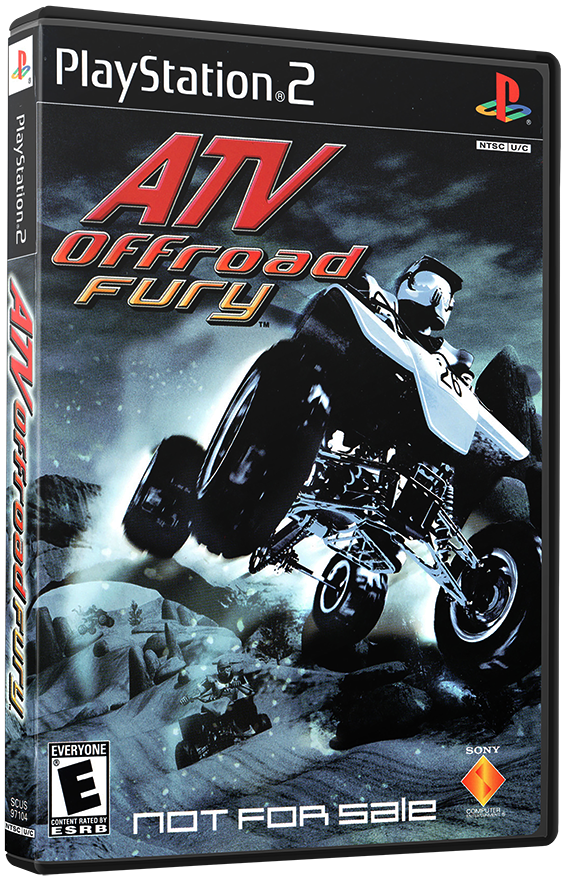 PlayStation®2
NTSC U/C
ATV
Offroad
Fury
™
EVERYONE
E
CONTENT RATED BY
ESRB
NOT FOR SALE
SONY
COMPUTER
ENTERTAINMENT®
PlayStation®2
ATV Offroad Fury
SCUS
97104
NTSC U/C